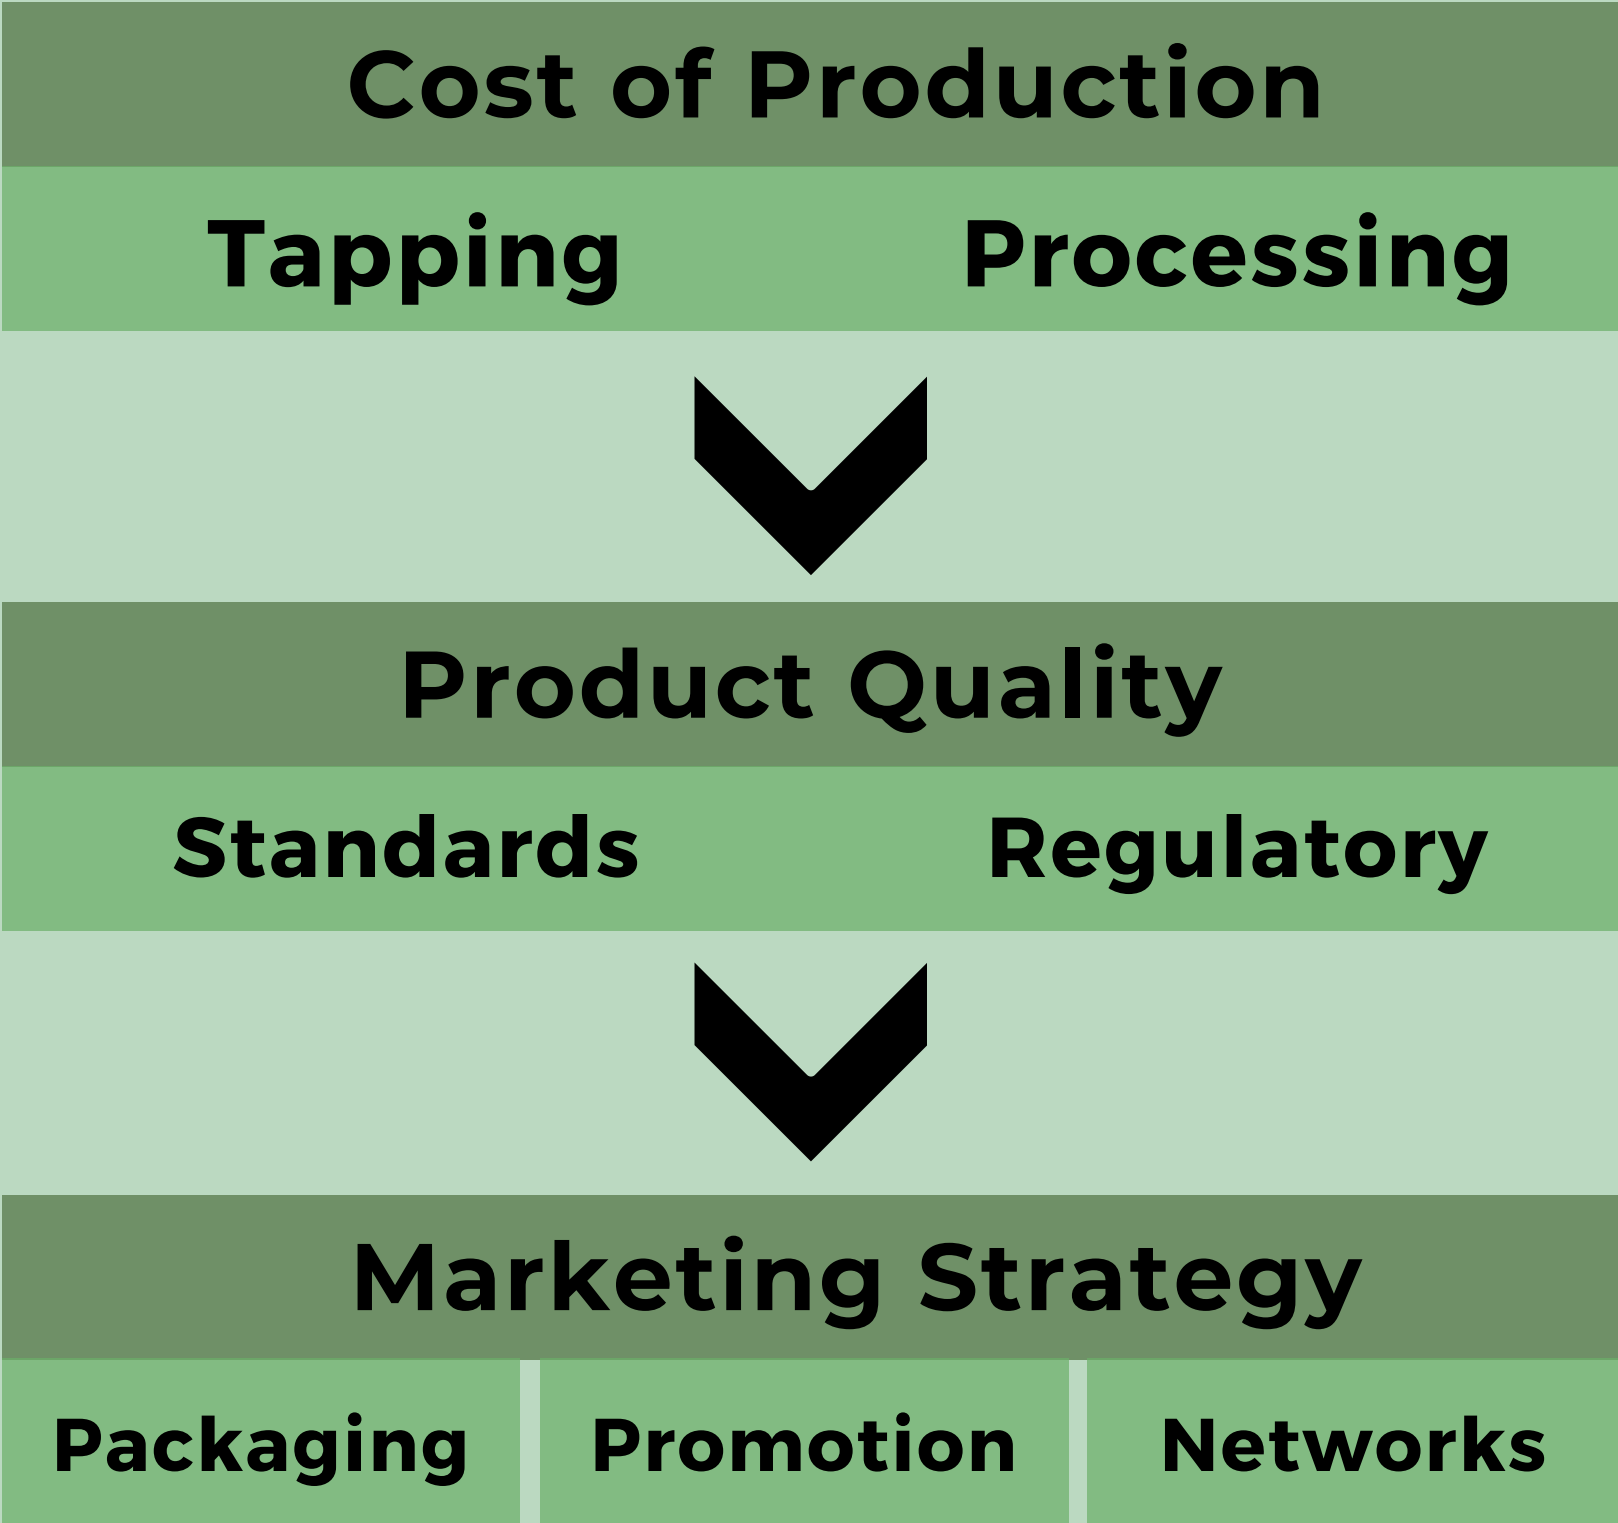 Cost of Production
Tapping Processing
Product Quality
Standards Regulatory
Marketing Strategy
Packaging Promotion Networks